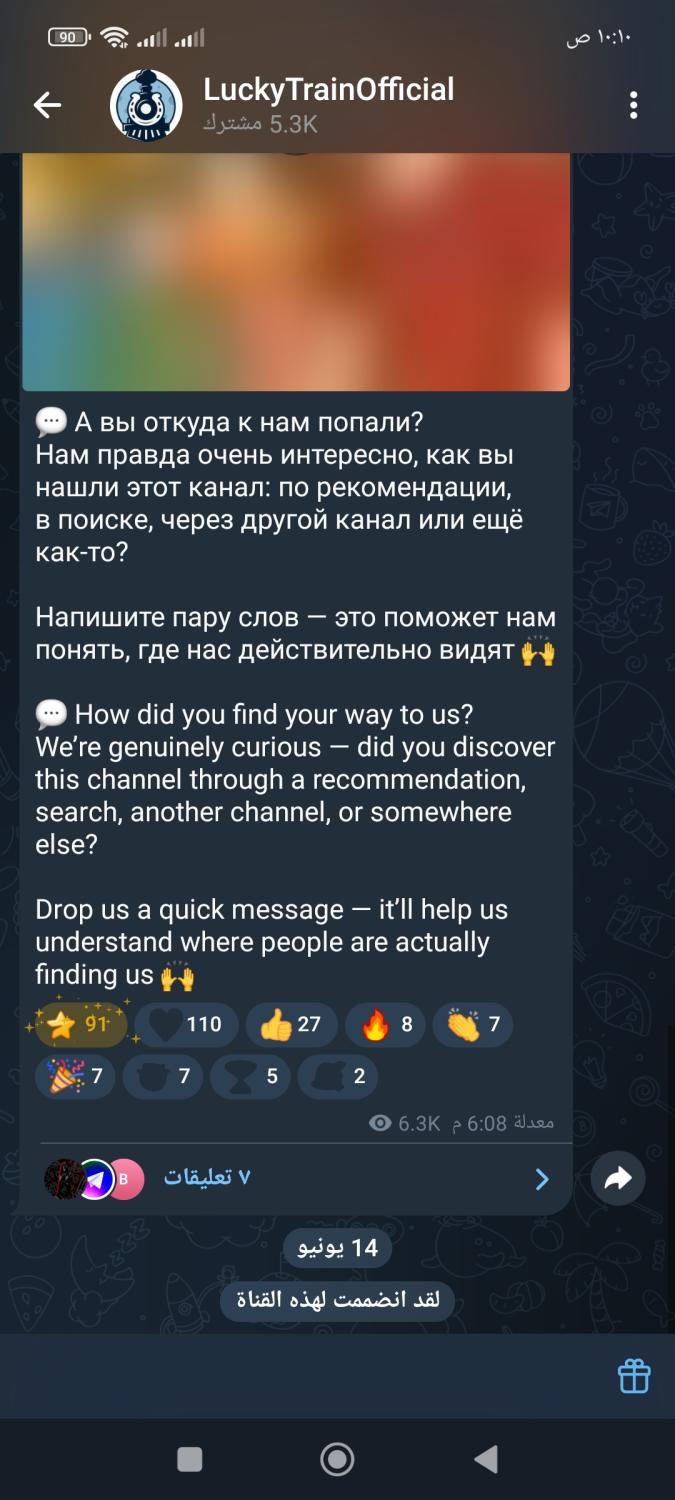 90
١٠:١٠ ص
LuckyTrainOfficial
5.3K مشترك
А вы откуда к нам попали?
Нам правда очень интересно, как вы
нашли этот канал: по рекомендации,
в поиске, через другой канал или ещё
как-то?
Напишите пару слов — это поможет нам
понять, где нас действительно видят 🙌
💬 How did you find your way to us?
We’re genuinely curious — did you discover
this channel through a recommendation,
search, another channel, or somewhere
else?
Drop us a quick message — it’ll help us
understand where people are actually
finding us 🙌
⭐ 91 🖤 110 👍 27 🔥 8 👏 7
🎉 7 7 5 2
معدلة 6:08 م 6.3K
B
٧ تعليقات
14 يونيو
لقد انضممت لهذه القناة